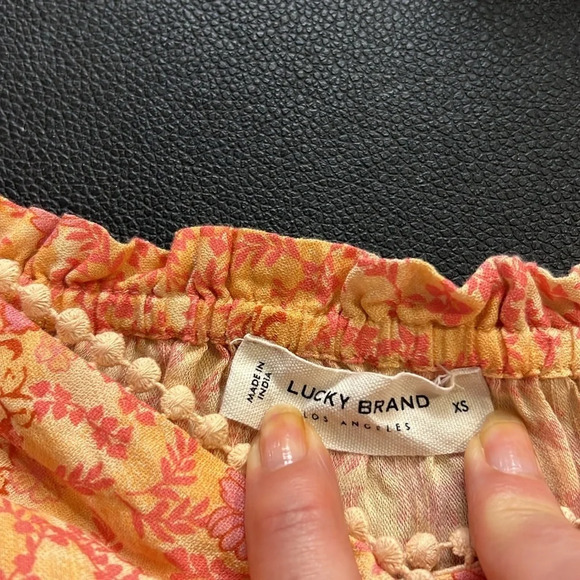 MADE IN
INDIA
LUCKY BRAND
LOS ANGELES
XS